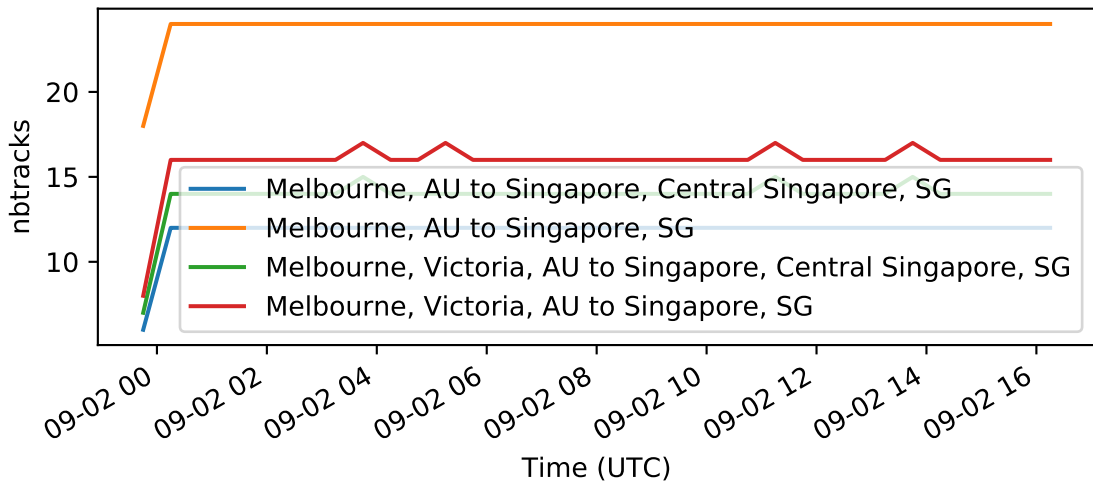 nbtracks
20
15
10
Melbourne, AU to Singapore, Central Singapore, SG
Melbourne, AU to Singapore, SG
Melbourne, Victoria, AU to Singapore, Central Singapore, SG
Melbourne, Victoria, AU to Singapore, SG
09-02 00
09-02 02
09-02 04
09-02 06
09-02 08
09-02 10
09-02 12
09-02 14
09-02 16
Time (UTC)